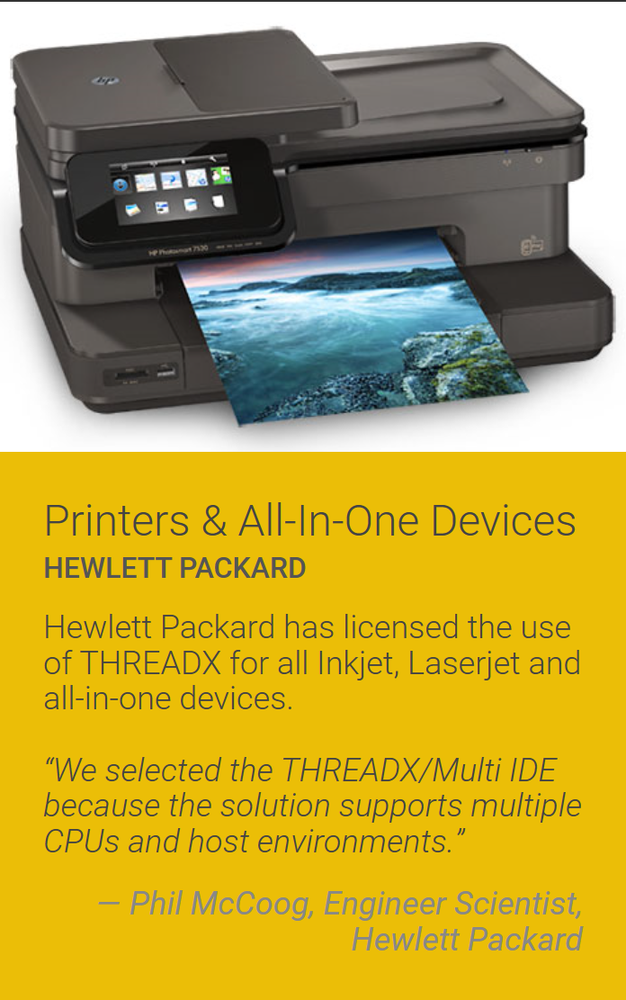 hp
HP Photosmart 7520
Printers & All-In-One Devices
HEWLETT PACKARD
Hewlett Packard has licensed the use
of THREADX for all Inkjet, Laserjet and
all-in-one devices.
“We selected the THREADX/Multi IDE
because the solution supports multiple
CPUs and host environments.”
— Phil McCoog, Engineer Scientist,
Hewlett Packard